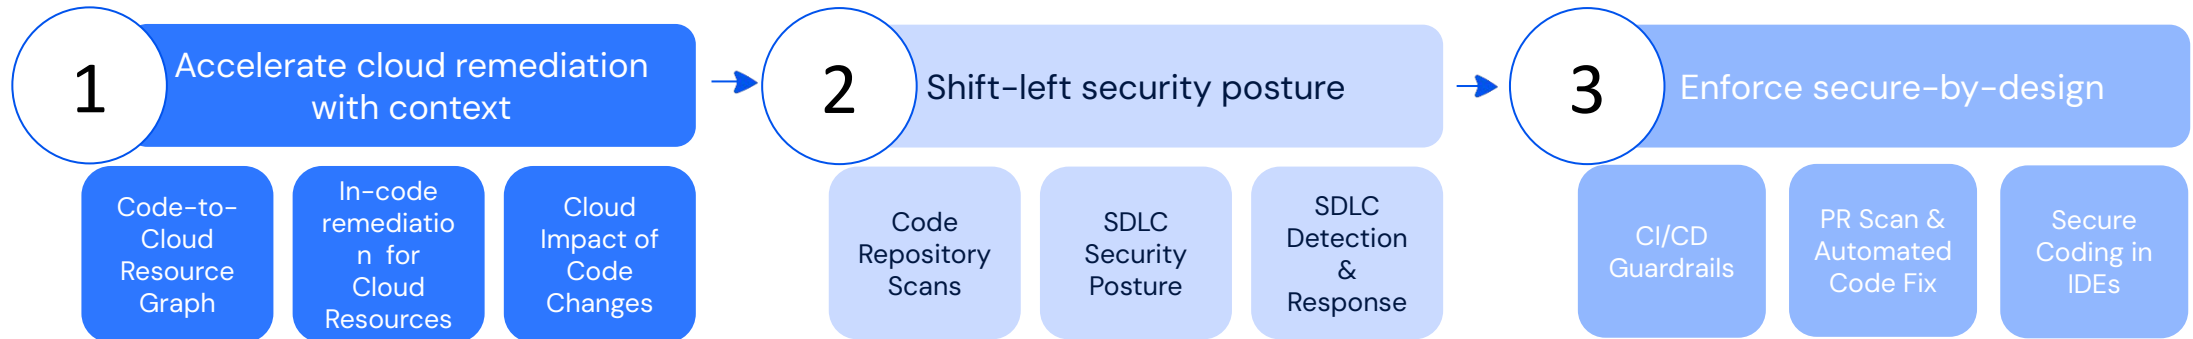 1
Accelerate cloud remediation
with context
Code-to-
Cloud
Resource
Graph
In-code
remediatio
n for
Cloud
Resources
Cloud
Impact of
Code
Changes
2
Shift-left security posture
Code
Repository
Scans
SDLC
Security
Posture
SDLC
Detection
&
Response
3
Enforce secure-by-design
CI/CD
Guardrails
PR Scan &
Automated
Code Fix
Secure
Coding in
IDEs